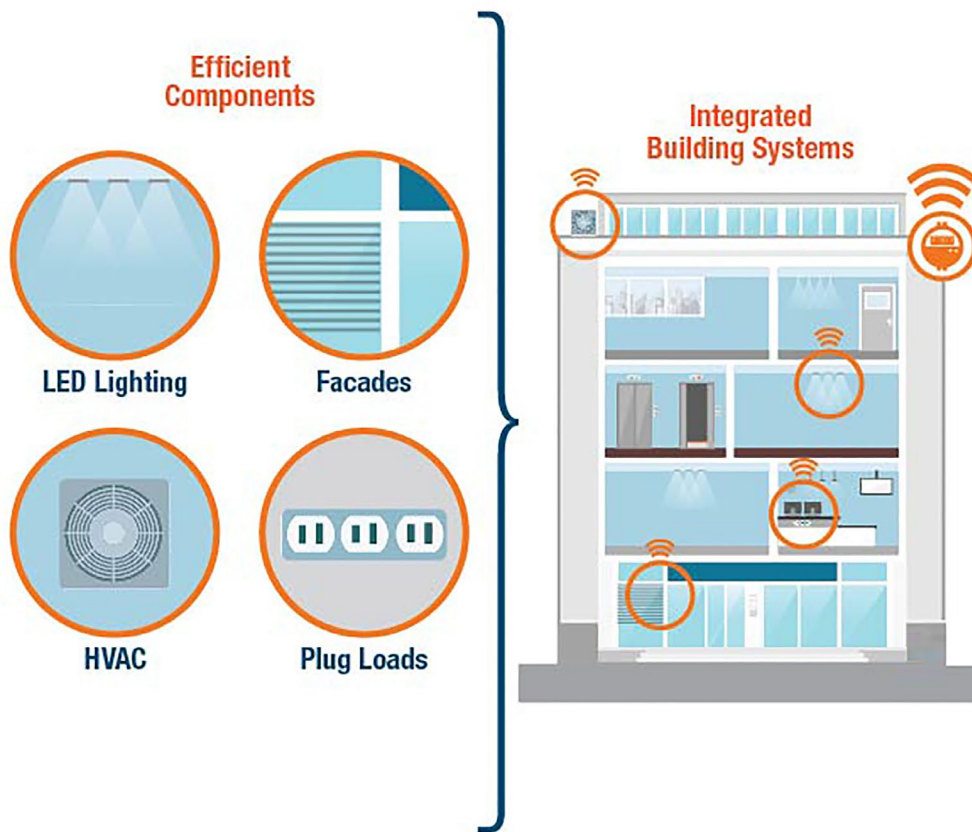 Efficient
Components
LED Lighting
Facades
HVAC
Plug Loads
Integrated
Building Systems